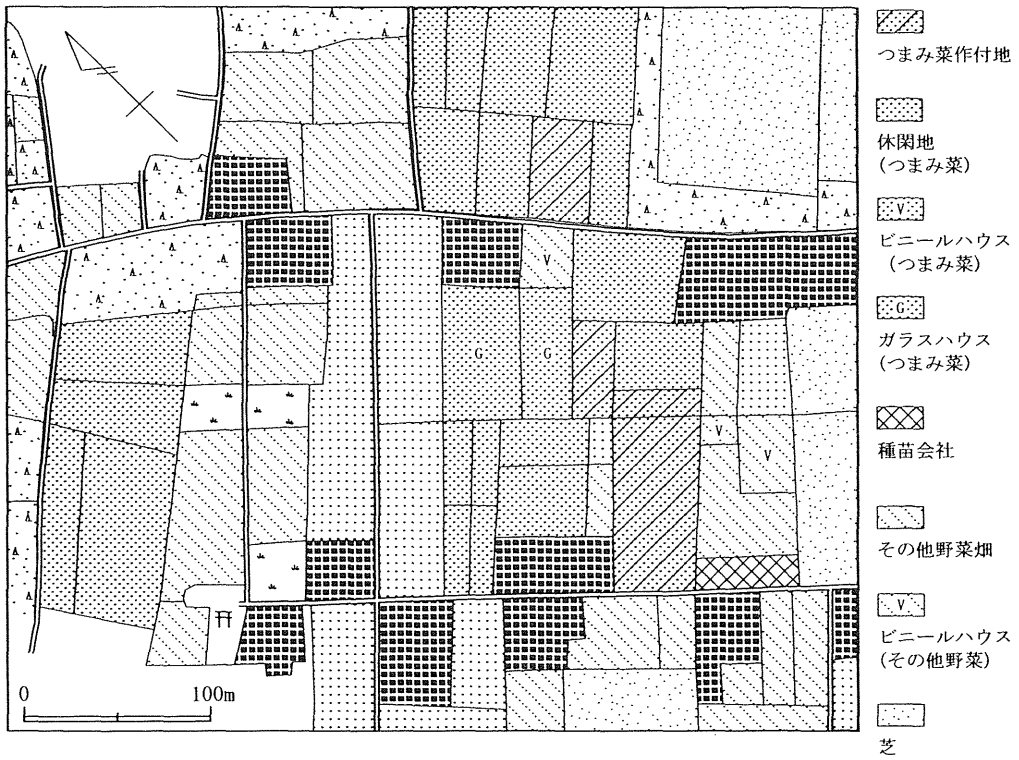 つまみ菜作付地
休閑地
(つまみ菜)
V
ビニールハウス
(つまみ菜)
G
ガラスハウス
(つまみ菜)
種苗会社
その他野菜畑
V
ビニールハウス
(その他野菜)
芝
V
G
G
V
V
0 100m